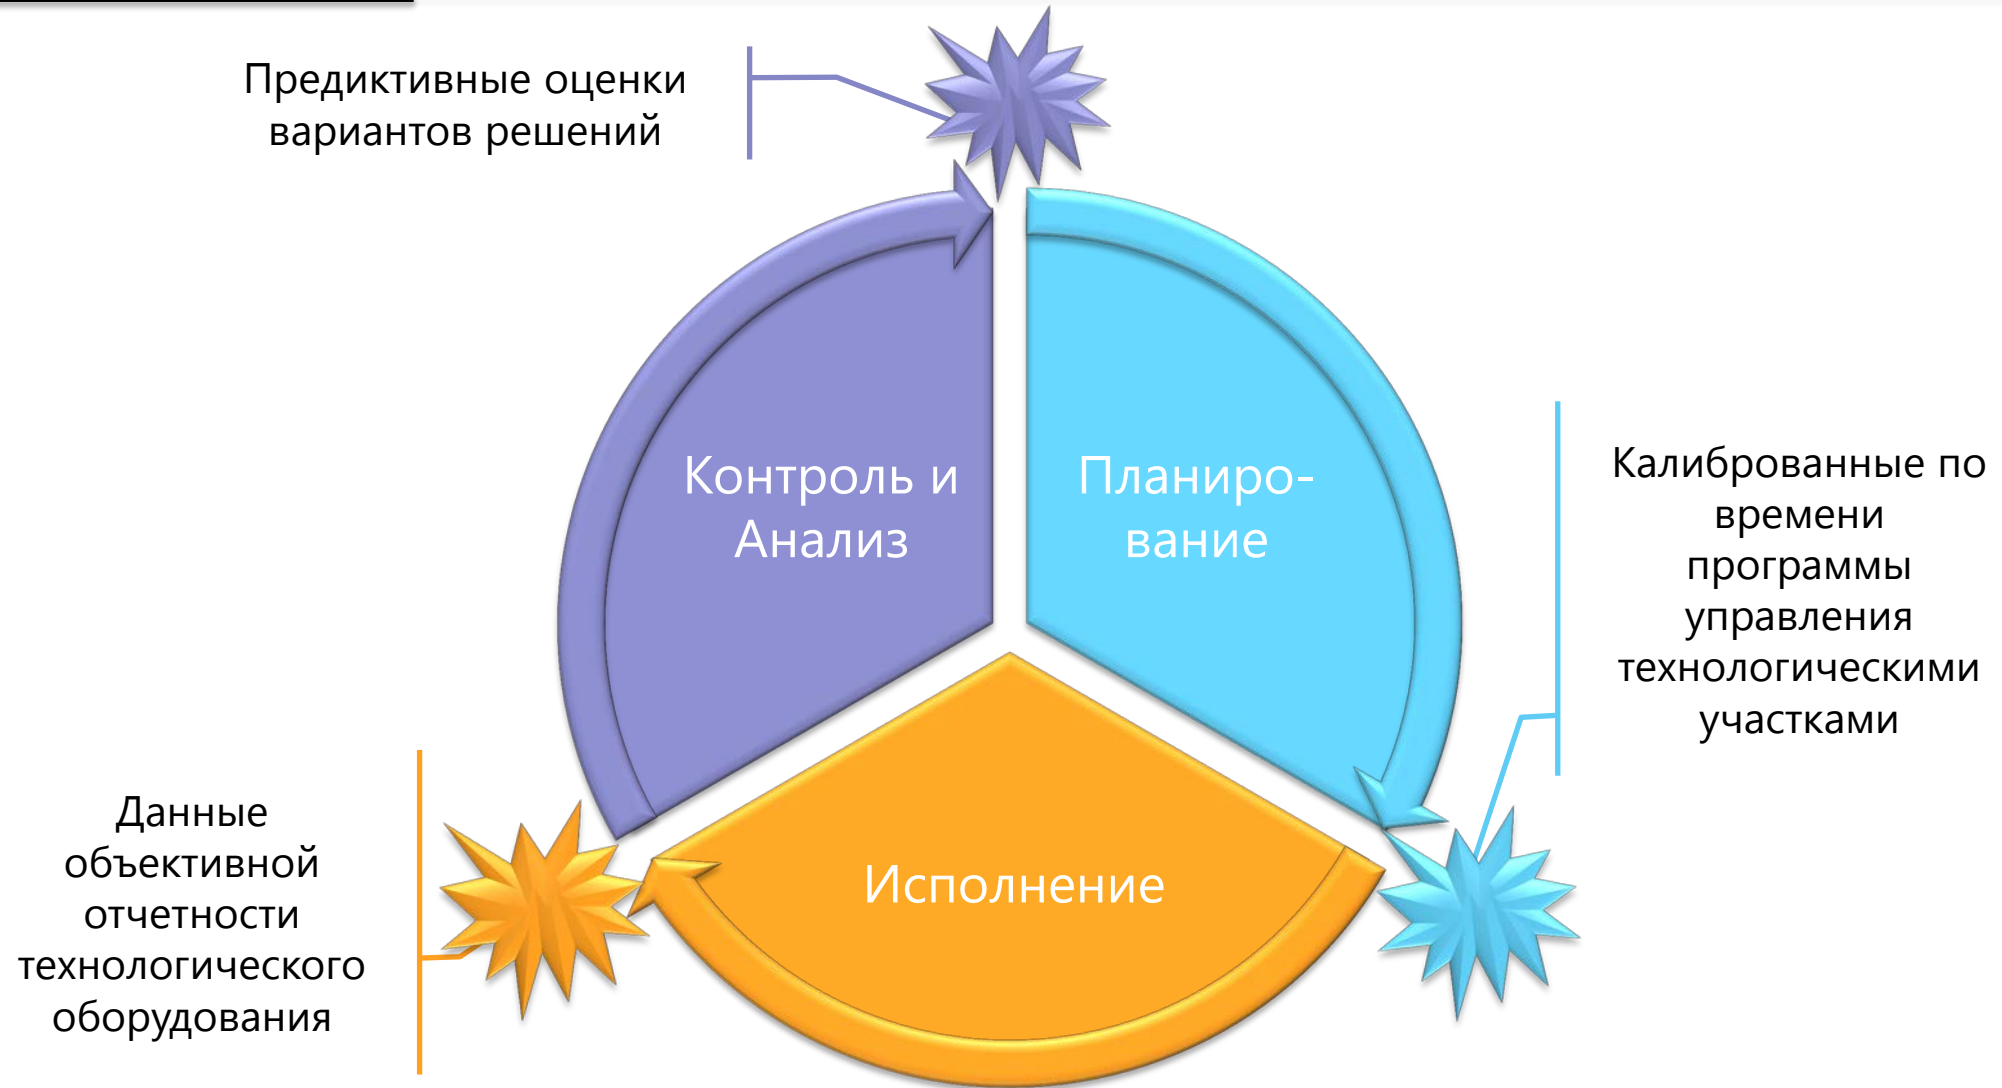 Предиктивные оценки
вариантов решений
Контроль и
Анализ
Планиро-
вание
Калиброванные по
времени
программы
управления
технологическими
участками
Исполнение
Данные
объективной
отчетности
технологического
оборудования